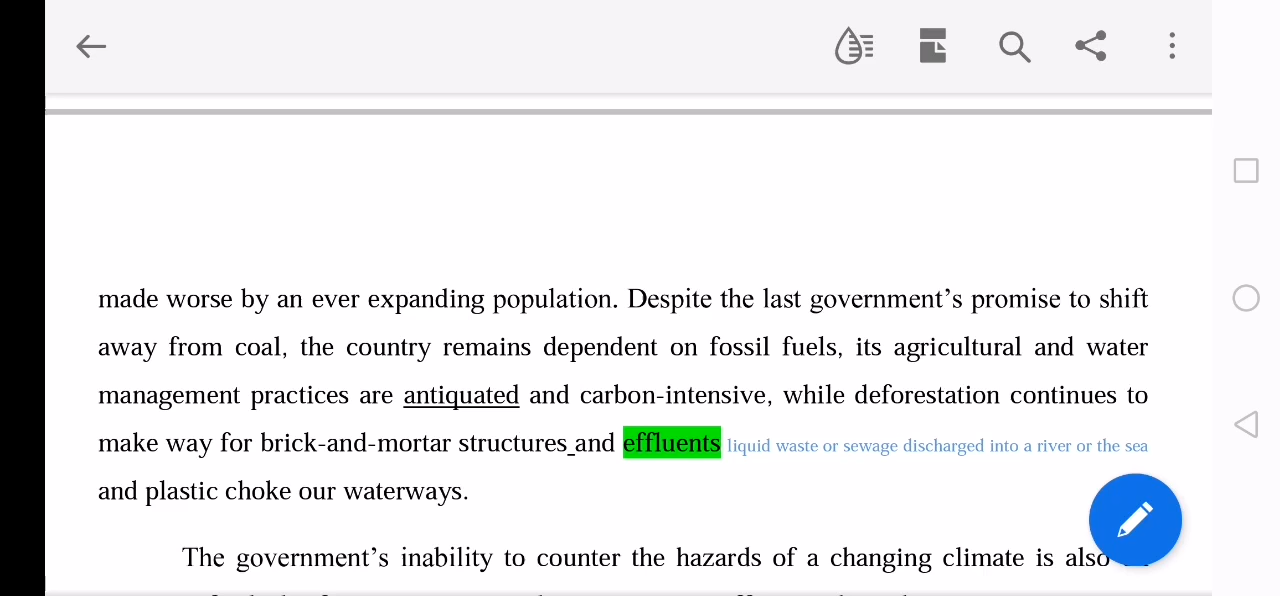 made worse by an ever expanding population. Despite the last government's promise to shift
away from coal, the country remains dependent on fossil fuels, its agricultural and water
management practices are antiquated and carbon-intensive, while deforestation continues to
make way for brick-and-mortar structures and effluents liquid waste or sewage discharged into a river or the sea
and plastic choke our waterways.
The government's inability to counter the hazards of a changing climate is also